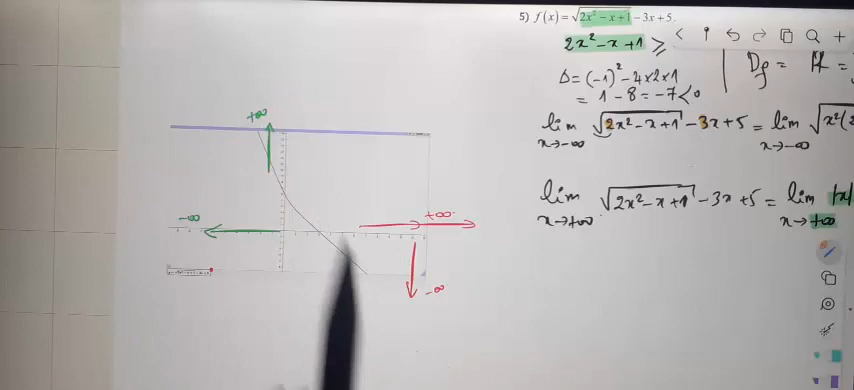 5) f(x) = √2x² − x + 1 − 3x + 5.
2x² − x + 1 ≥
Df = ℝ =
Δ = (−1)² − 4×2×1
= 1 − 8 = −7 < 0
lim √2x² − x + 1 − 3x + 5 = lim √x²(2
x→−∞ x→−∞
lim √2x² − x + 1 − 3x + 5 = lim |x|
x→+∞ x→+∞
+∞
−∞
+∞
−∞